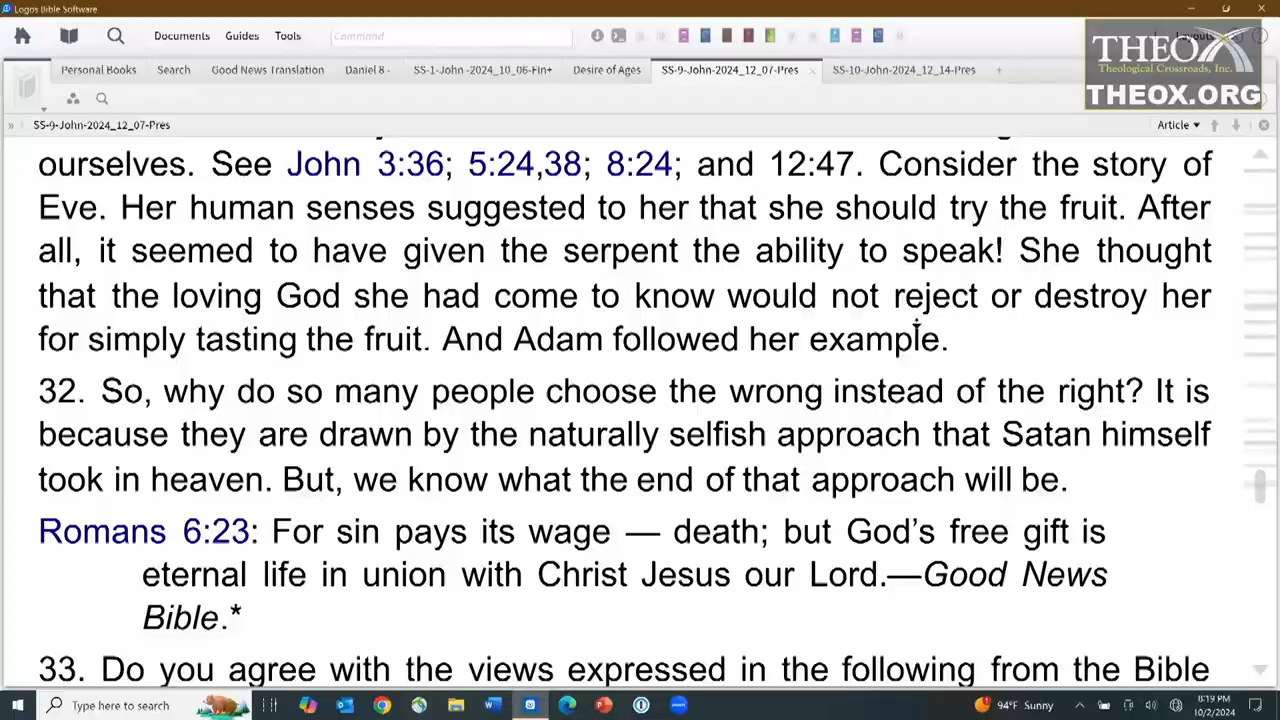 Logos Bible Software
Documents Guides Tools Command Layouts
THEOX
Theological Crossroads, Inc.
THEOX.ORG
Personal Books Search Good News Translation Daniel 8 - Desire of Ages SS-9-John-2024_12_07-Pres SS-10-John-2024_12_14-Pres +
SS-9-John-2024_12_07-Pres Article
ourselves. See John 3:36; 5:24,38; 8:24; and 12:47. Consider the story of
Eve. Her human senses suggested to her that she should try the fruit. After
all, it seemed to have given the serpent the ability to speak! She thought
that the loving God she had come to know would not reject or destroy her
for simply tasting the fruit. And Adam followed her example.
32. So, why do so many people choose the wrong instead of the right? It is
because they are drawn by the naturally selfish approach that Satan himself
took in heaven. But, we know what the end of that approach will be.
Romans 6:23: For sin pays its wage — death; but God's free gift is
eternal life in union with Christ Jesus our Lord.—Good News
Bible.*
33. Do you agree with the views expressed in the following from the Bible
Type here to search
94°F Sunny
8:19 PM
10/2/2024